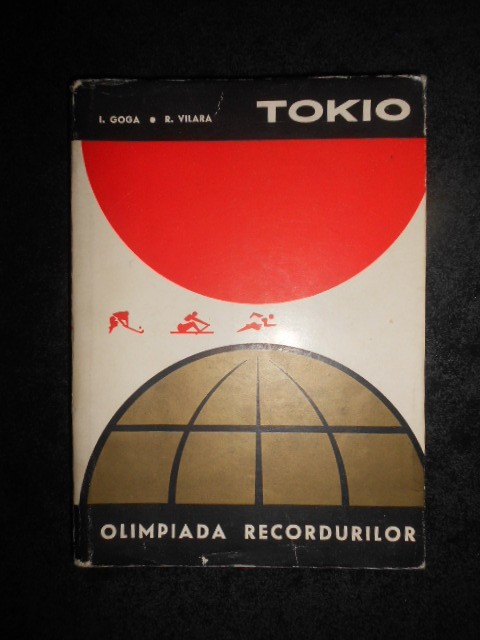 I. GOGA • R. VILARA TOKIO
OLIMPIADA RECORDURILOR